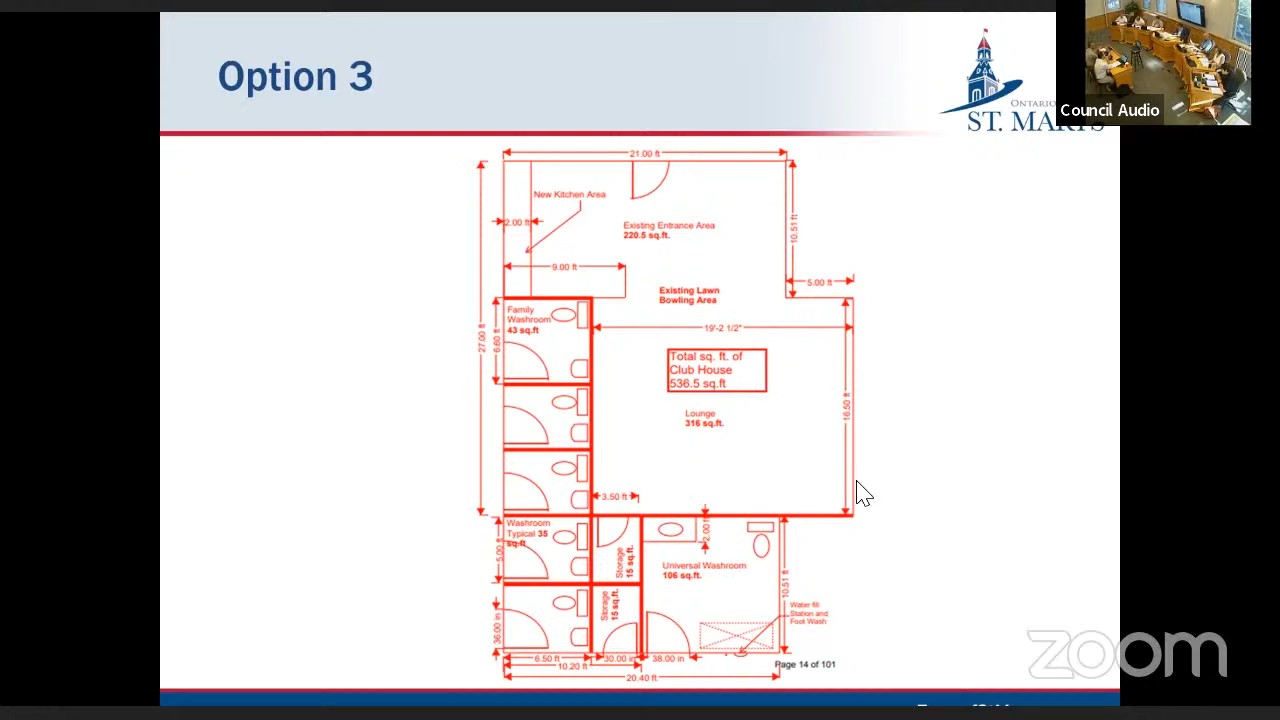 Option 3
ONTARIO
ST. MARYS
Council Audio
21.00 ft
New Kitchen Area
2.00 ft
Existing Entrance Area
220.5 sq.ft.
10.51 ft
9.00 ft
5.00 ft
Existing Lawn
Bowling Area
Family
Washroom
43 sq.ft
19'-2 1/2"
27.00 ft
6.60 ft
Total sq. ft. of
Club House
536.5 sq.ft
16.50 ft
Lounge
316 sq.ft.
3.50 ft
Washroom
Typical 35
sq.ft
5.00 ft
2.00 ft
Storage
15 sq.ft.
Universal Washroom
106 sq.ft.
10.51 ft
Storage
15 sq.ft.
Water fill
Station and
Foot Wash
36.00 in
6.50 ft
30.00 in
38.00 in
10.20 ft
Page 14 of 101
20.40 ft
zoom